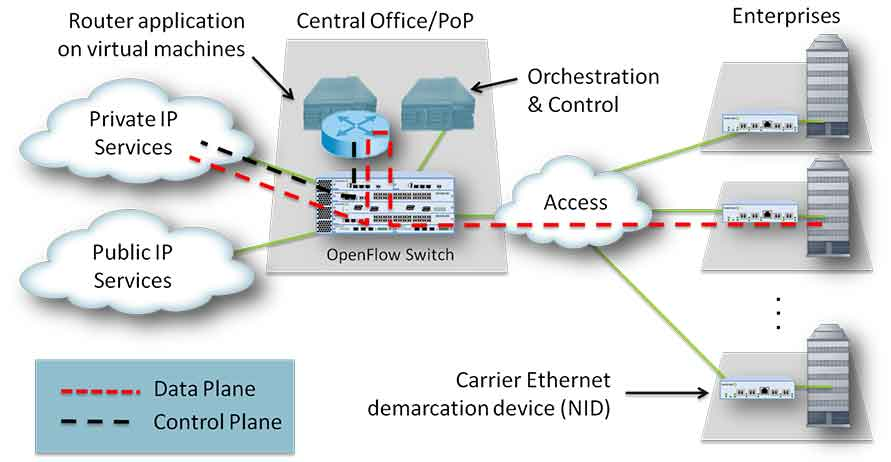 Router application
on virtual machines
Central Office/PoP
Enterprises
Orchestration
& Control
Private IP
Services
Access
OpenFlow Switch
Public IP
Services
Data Plane
Control Plane
Carrier Ethernet
demarcation device (NID)